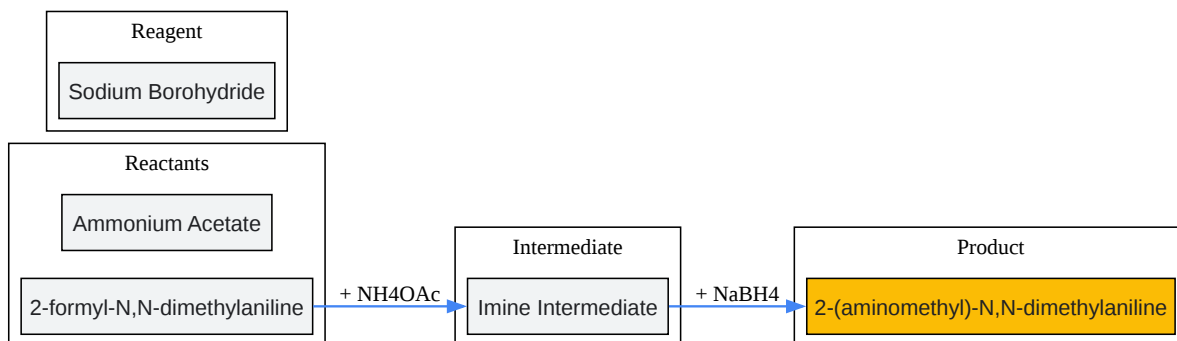 Reagent
Sodium Borohydride
Reactants
Ammonium Acetate
2-formyl-N,N-dimethylaniline
+ NH4OAc
Intermediate
Imine Intermediate
+ NaBH4
Product
2-(aminomethyl)-N,N-dimethylaniline